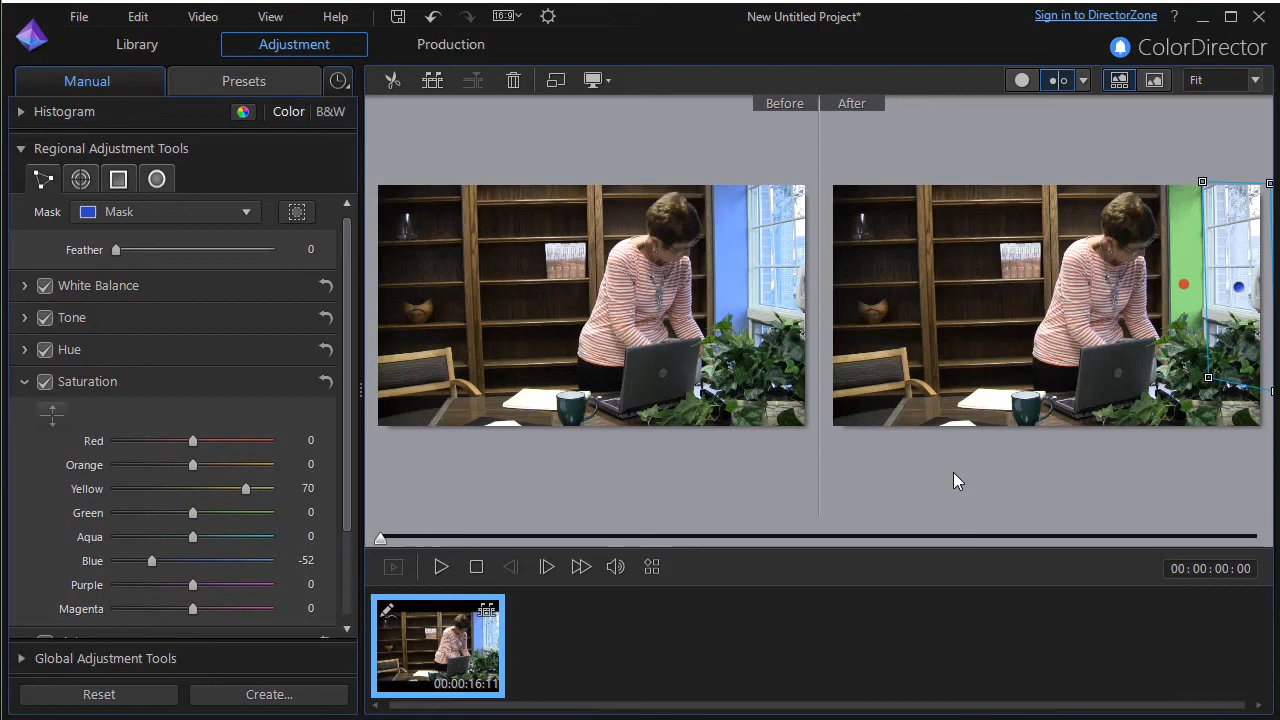 File Edit Video View Help 16:9 New Untitled Project* Sign in to DirectorZone ?
Library Adjustment Production ColorDirector
Manual Presets
Fit
Histogram Color B&W
Before After
Regional Adjustment Tools
Mask Mask
Feather 0
White Balance
Tone
Hue
Saturation
Red 0
Orange 0
Yellow 70
Green 0
Aqua 0
Blue -52
Purple 0
Magenta 0
00:00:00:00
Global Adjustment Tools
00:00:16:11
Reset Create...